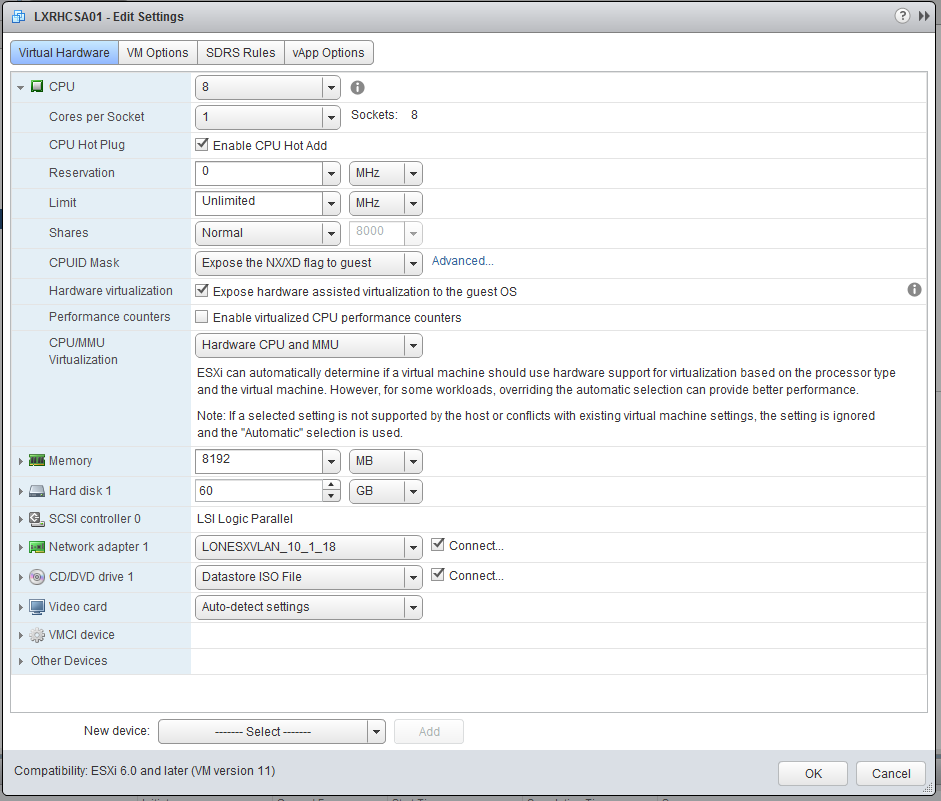 LXRHCSA01 - Edit Settings
Virtual Hardware VM Options SDRS Rules vApp Options
CPU 8
Cores per Socket 1 Sockets: 8
CPU Hot Plug Enable CPU Hot Add
Reservation 0 MHz
Limit Unlimited MHz
Shares Normal 8000
CPUID Mask Expose the NX/XD flag to guest Advanced...
Hardware virtualization Expose hardware assisted virtualization to the guest OS
Performance counters Enable virtualized CPU performance counters
CPU/MMU Hardware CPU and MMU
Virtualization
ESXi can automatically determine if a virtual machine should use hardware support for virtualization based on the processor type
and the virtual machine. However, for some workloads, overriding the automatic selection can provide better performance.
Note: If a selected setting is not supported by the host or conflicts with existing virtual machine settings, the setting is ignored
and the "Automatic" selection is used.
Memory 8192 MB
Hard disk 1 60 GB
SCSI controller 0 LSI Logic Parallel
Network adapter 1 LONESXVLAN_10_1_18 Connect...
CD/DVD drive 1 Datastore ISO File Connect...
Video card Auto-detect settings
VMCI device
Other Devices
New device: ------- Select ------- Add
Compatibility: ESXi 6.0 and later (VM version 11) OK Cancel